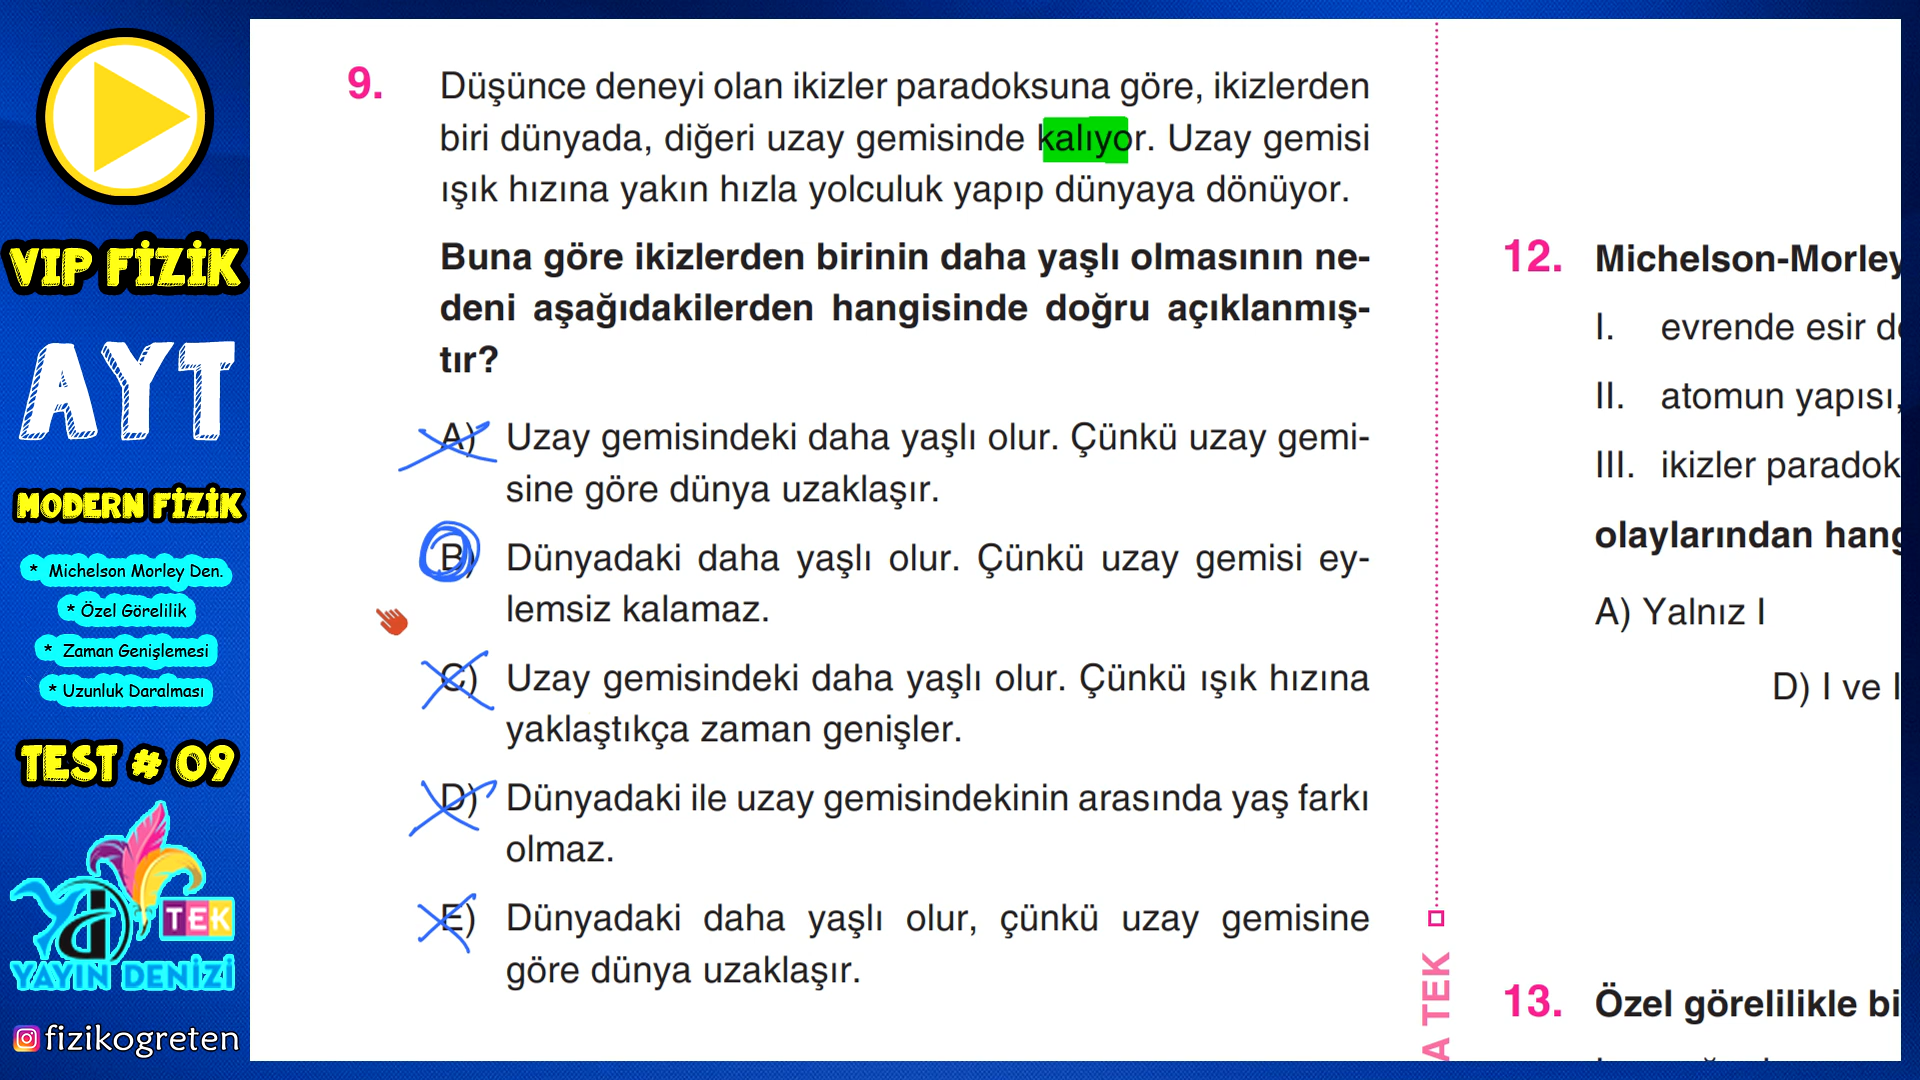 VIP FİZİK
AYT
MODERN FİZİK
* Michelson Morley Den.
* Özel Görelilik
* Zaman Genişlemesi
* Uzunluk Daralması
TEST # 09
TEK
YAYIN DENİZİ
fizikogreten
9. Düşünce deneyi olan ikizler paradoksuna göre, ikizlerden
biri dünyada, diğeri uzay gemisinde kalıyor. Uzay gemisi
ışık hızına yakın hızla yolculuk yapıp dünyaya dönüyor.
Buna göre ikizlerden birinin daha yaşlı olmasının ne-
deni aşağıdakilerden hangisinde doğru açıklanmış-
tır?
A) Uzay gemisindeki daha yaşlı olur. Çünkü uzay gemi-
sine göre dünya uzaklaşır.
B) Dünyadaki daha yaşlı olur. Çünkü uzay gemisi ey-
lemsiz kalamaz.
C) Uzay gemisindeki daha yaşlı olur. Çünkü ışık hızına
yaklaştıkça zaman genişler.
D) Dünyadaki ile uzay gemisindekinin arasında yaş farkı
olmaz.
E) Dünyadaki daha yaşlı olur, çünkü uzay gemisine
göre dünya uzaklaşır.
A TEK
12. Michelson-Morley
I. evrende esir
II. atomun yapısı,
III. ikizler paradok
olaylarından hang
A) Yalnız I
D) I ve I
13. Özel görelilikle bi